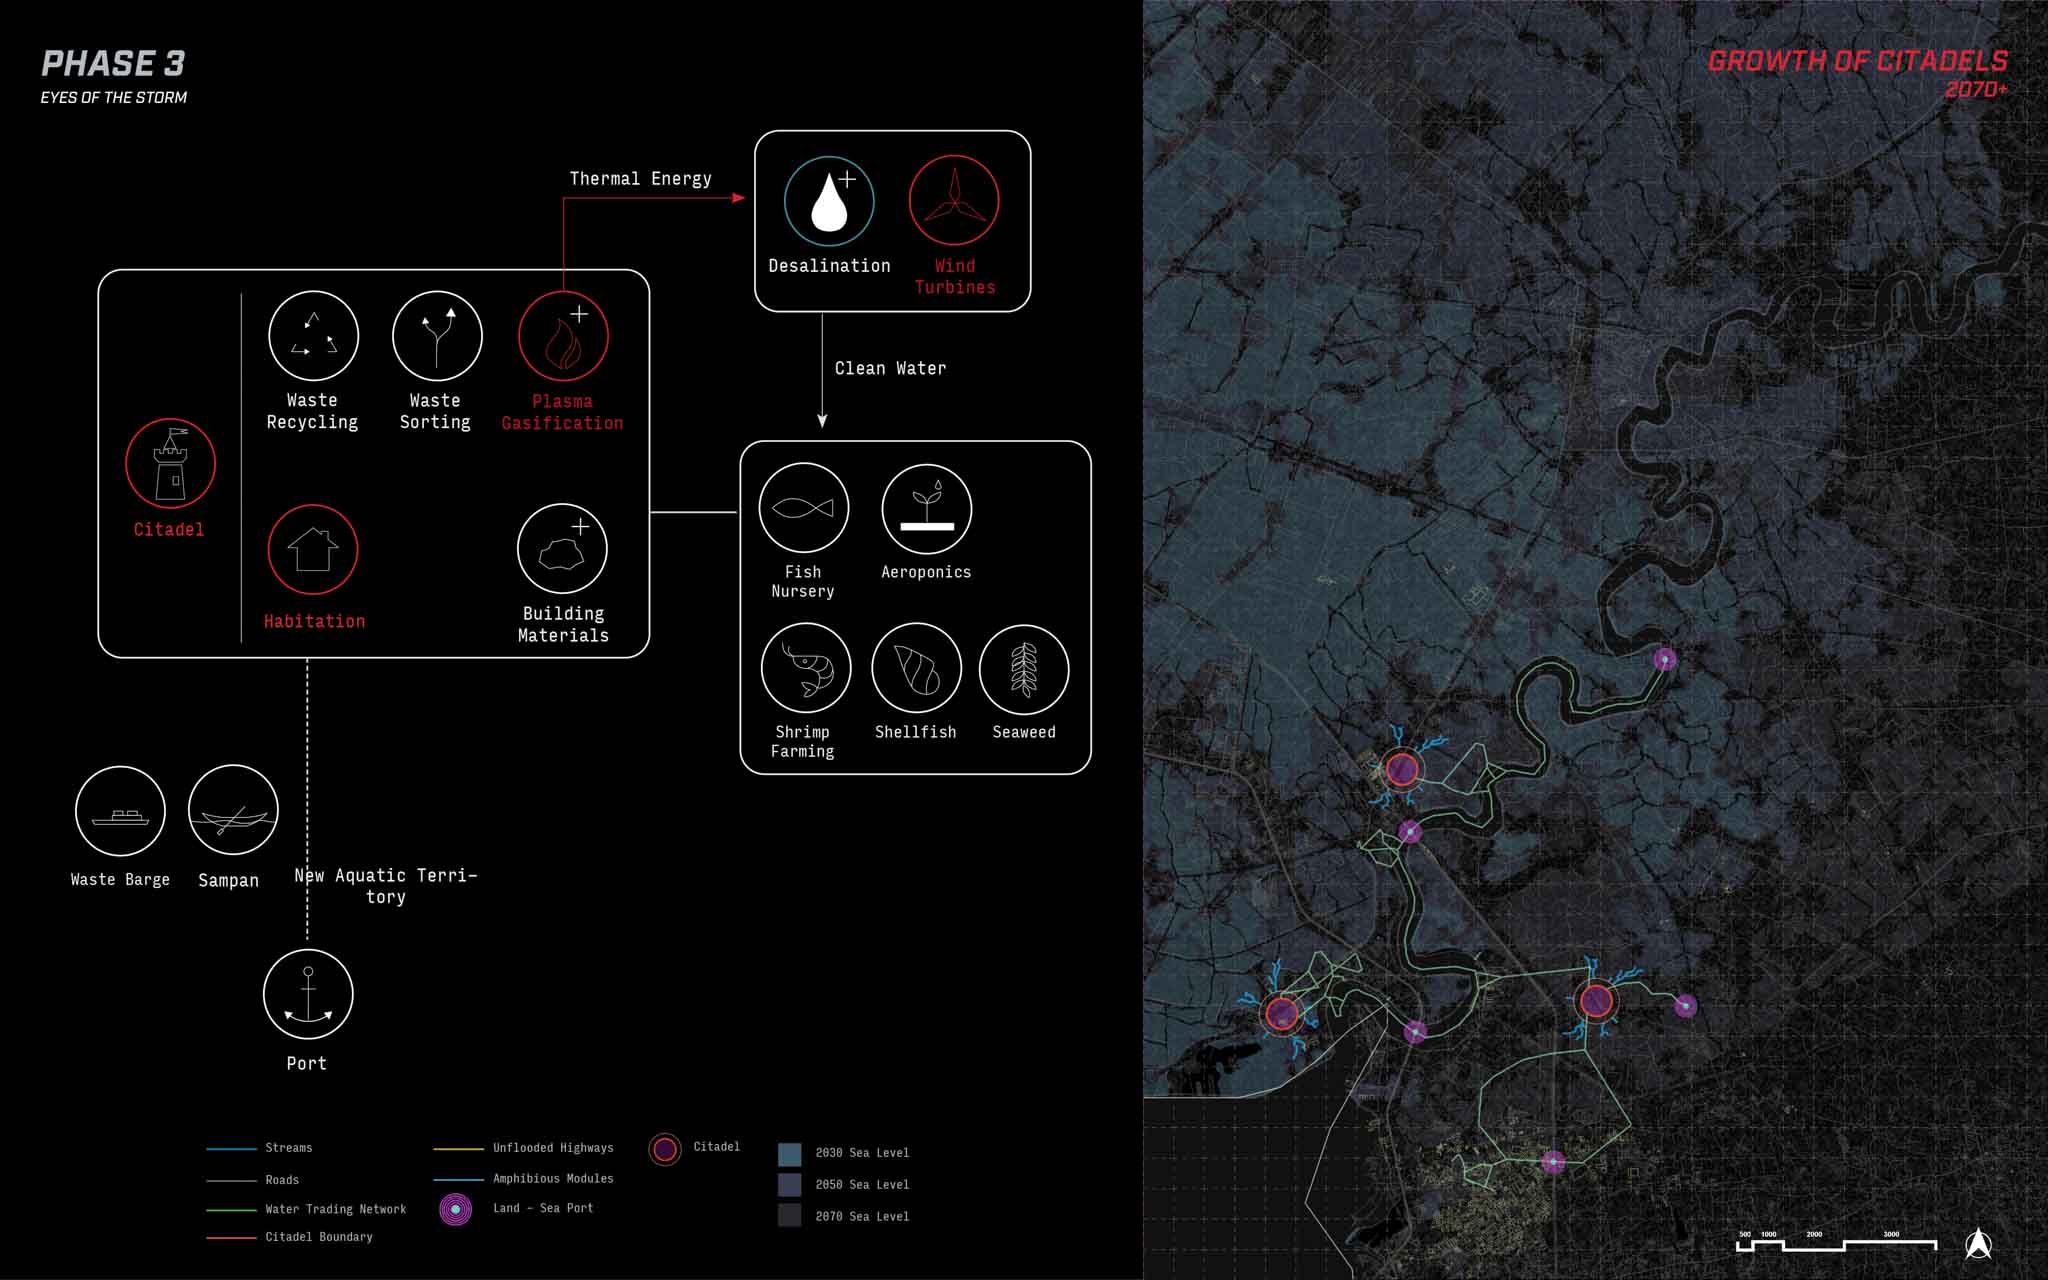 PHASE 3
EYES OF THE STORM
GROWTH OF CITADELS
2070+
Thermal Energy
Desalination
Wind
Turbines
Waste
Recycling
Waste
Sorting
Plasma
Gasification
Clean Water
Citadel
Habitation
Building
Materials
Fish
Nursery
Aeroponics
Shrimp
Farming
Shellfish
Seaweed
Waste Barge
Sampan
New Aquatic Terri-
tory
Port
Streams
Roads
Water Trading Network
Citadel Boundary
Unflooded Highways
Amphibious Modules
Land - Sea Port
Citadel
2030 Sea Level
2050 Sea Level
2070 Sea Level
500 1000 2000 3000